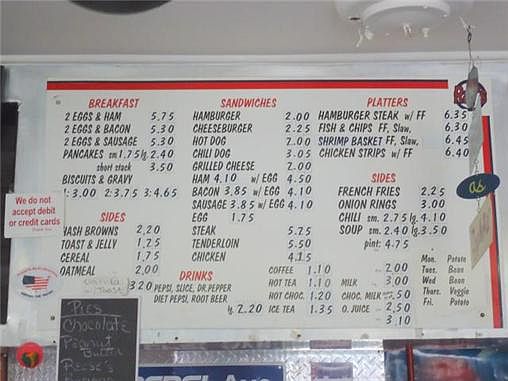 BREAKFAST
2 EGGS & HAM 5.75
2 EGGS & BACON 5.30
2 EGGS & SAUSAGE 5.30
PANCAKES sm 1.75 lg. 2.40
short stack 3.50
BISCUITS & GRAVY
1: 3.00 2: 3.75 3: 4.65
SIDES
HASH BROWNS 2.20
TOAST & JELLY 1.75
CEREAL 1.75
OATMEAL 2.00
3.20
SANDWICHES
HAMBURGER 2.00
CHEESEBURGER 2.25
HOT DOG 2.00
CHILI DOG 3.05
GRILLED CHEESE 2.00
HAM 4.10 w/ EGG 4.50
BACON 3.85 w/ EGG 4.10
SAUSAGE 3.85 w/ EGG 4.10
EGG 1.75
STEAK 5.25
TENDERLOIN 5.50
CHICKEN 4.15
DRINKS
PEPSI, SLICE, DR.PEPPER
DIET PEPSI, ROOT BEER
lg. 2.20
COFFEE 1.10
HOT TEA 1.10
HOT CHOC. 1.20
ICE TEA 1.35
2.00
MILK 3.00
CHOC. MILK .50
O. JUICE 2.50
3.10
PLATTERS
HAMBURGER STEAK w/ FF 6.35
FISH & CHIPS FF, Slaw, 6.30
SHRIMP BASKET FF, Slaw, 6.45
CHICKEN STRIPS w/ FF 6.40
SIDES
FRENCH FRIES 2.25
ONION RINGS 3.00
CHILI sm. 2.75 lg. 4.10
SOUP sm. 2.40 lg. 3.50
pint: 4.75
Mon. Potato
Tues. Bean
Wed Bean
Thurs. Veggie
Fri. Potato
We do not
accept debit
or credit cards
PIES
Chocolate
Peanut
Butter
Reese's